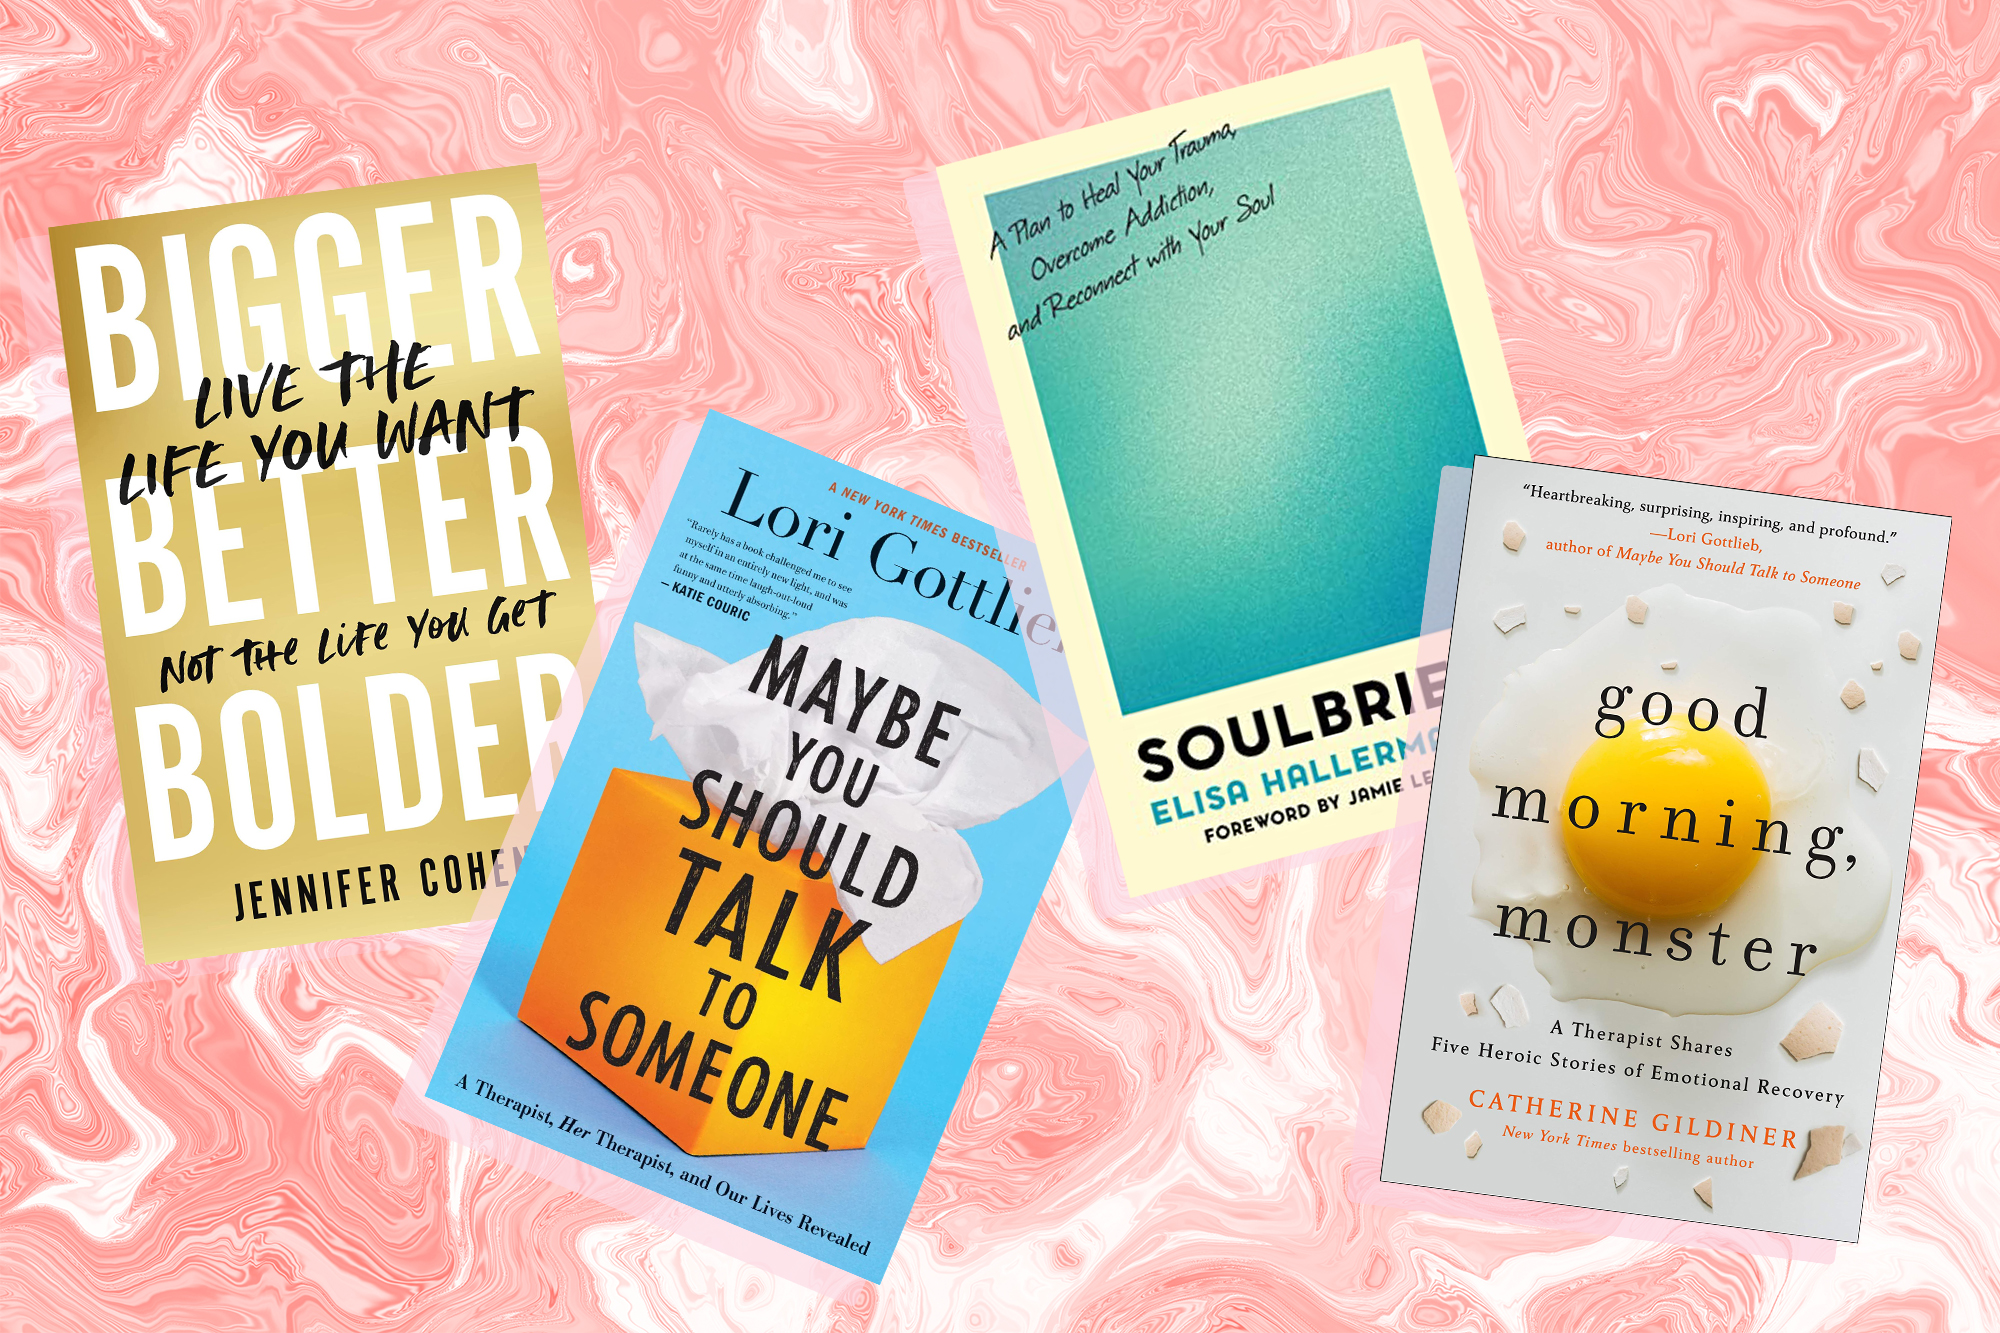 BIGGER
LIVE THE
LIFE YOU WANT
BETTER
NOT THE LIFE YOU GET
BOLDER
JENNIFER COHEN
A NEW YORK TIMES BESTSELLER
Lori Gottlieb
"Rarely has a book challenged me to see
myself in an entirely new light, and was
at the same time laugh-out-loud
funny and utterly absorbing."
– KATIE COURIC
MAYBE
YOU
SHOULD
TALK
TO
SOMEONE
A Therapist, Her Therapist, and Our Lives Revealed
A Plan to Heal Your Trauma,
Overcome Addiction,
and Reconnect with Your Soul
SOULBRIE
ELISA HALLERMA
FOREWORD BY JAMIE LE
"Heartbreaking, surprising, inspiring, and profound."
—Lori Gottlieb,
author of Maybe You Should Talk to Someone
good
morning,
monster
A Therapist Shares
Five Heroic Stories of Emotional Recovery
CATHERINE GILDINER
New York Times bestselling author